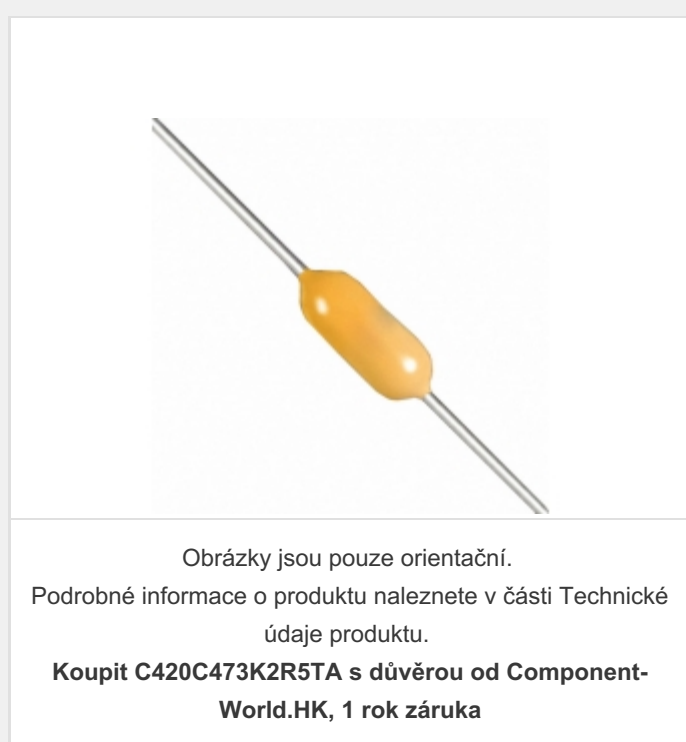 Obrázky jsou pouze orientační.
Podrobné informace o produktu naleznete v části Technické
údaje produktu.
Koupit C420C473K2R5TA s důvěrou od Component-
World.HK, 1 rok záruka